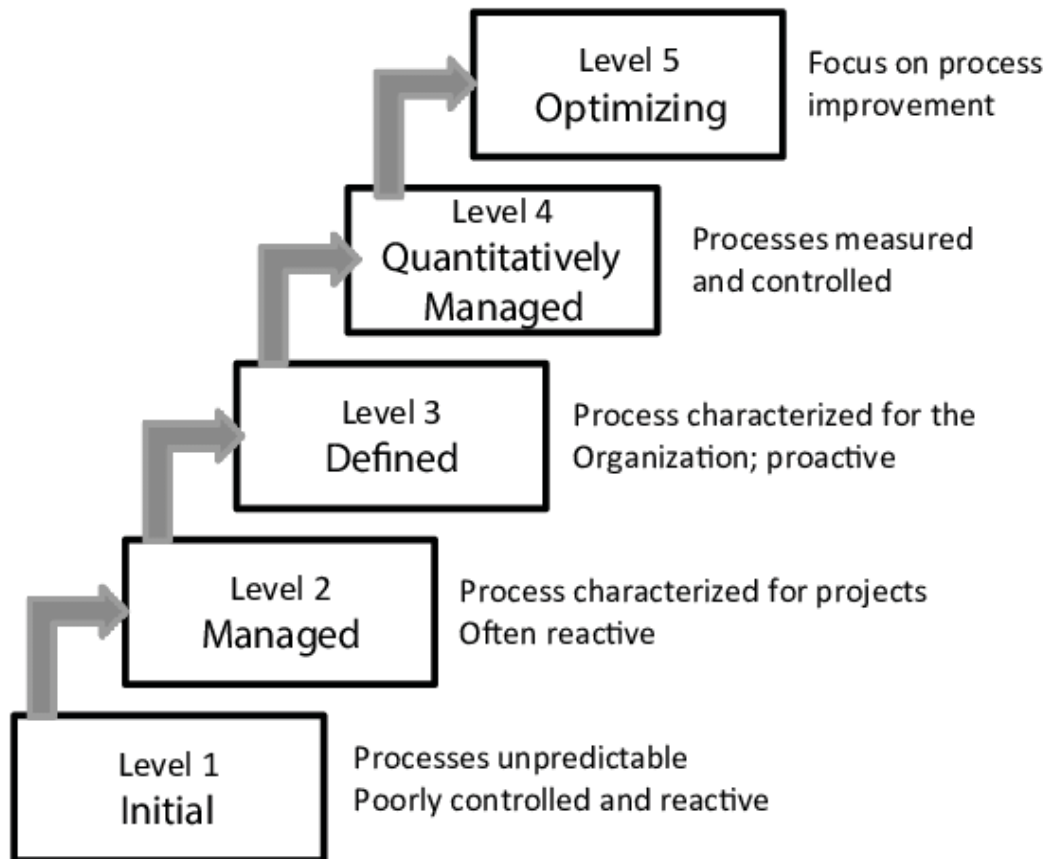 Level 5
Optimizing
Focus on process
improvement
Level 4
Quantitatively
Managed
Processes measured
and controlled
Level 3
Defined
Process characterized for the
Organization; proactive
Level 2
Managed
Process characterized for projects
Often reactive
Level 1
Initial
Processes unpredictable
Poorly controlled and reactive